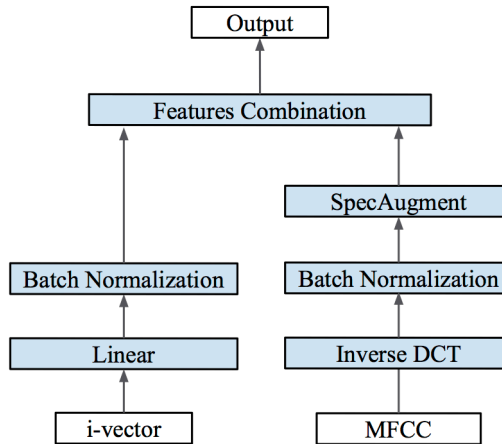 Output
Features Combination
SpecAugment
Batch Normalization
Batch Normalization
Linear
Inverse DCT
i-vector
MFCC